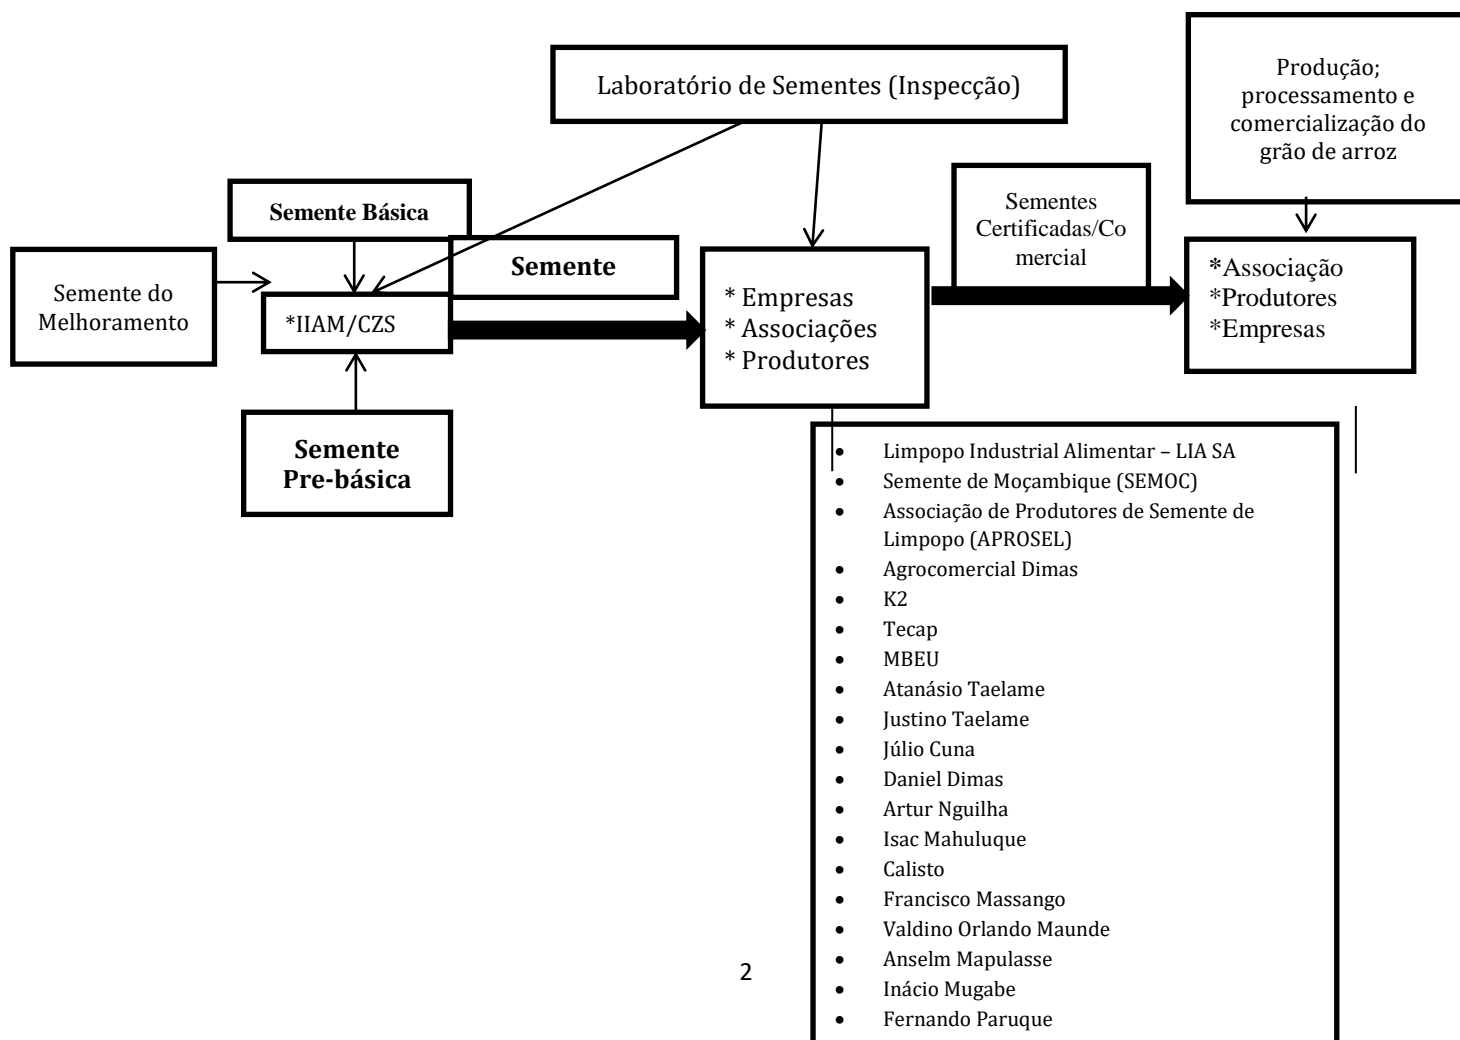 Laboratório de Sementes (Inspecção)
Produção;
processamento e
comercialização do
grão de arroz
Semente Básica
Semente
Sementes
Certificadas/Co
mercial
Semente do
Melhoramento
*IIAM/CZS
* Empresas
* Associações
* Produtores
*Associação
*Produtores
*Empresas
Semente
Pre-básica
• Limpopo Industrial Alimentar – LIA SA
• Semente de Moçambique (SEMOC)
• Associação de Produtores de Semente de
Limpopo (APROSEL)
• Agrocomercial Dimas
• K2
• Tecap
• MBEU
• Atanásio Taelame
• Justino Taelame
• Júlio Cuna
• Daniel Dimas
• Artur Nguilha
• Isac Mahuluque
• Calisto
• Francisco Massango
• Valdino Orlando Maunde
• Anselm Mapulasse
• Inácio Mugabe
• Fernando Paruque
2